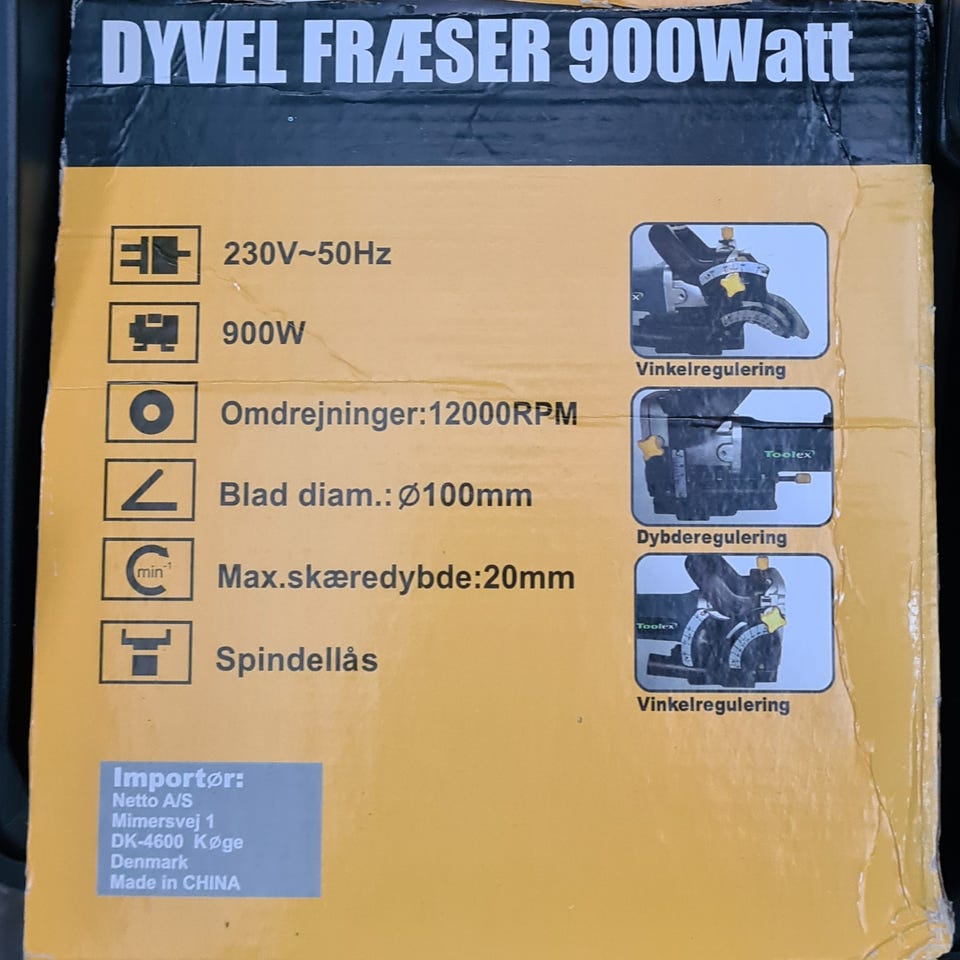 DYVEL FRÆSER 900Watt
230V~50Hz
900W
Omdrejninger:12000RPM
Blad diam.:Ø100mm
min-1
Max.skæredybde:20mm
Spindellås
x
Vinkelregulering
Toolex
Dybderegulering
Toolex
Vinkelregulering
Importør:
Netto A/S
Mimersvej 1
DK-4600 Køge
Denmark
Made in CHINA